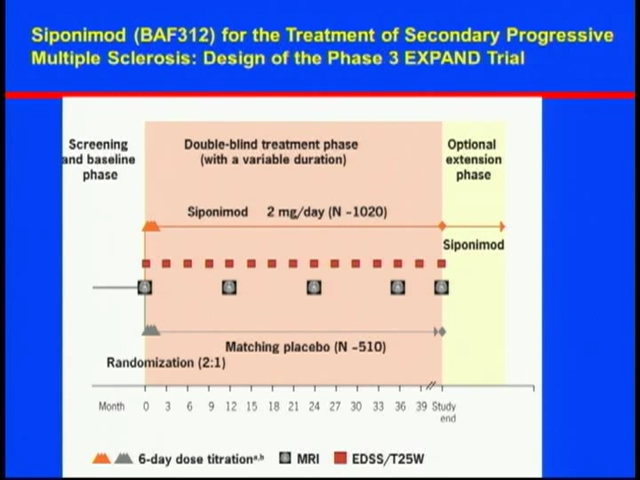 Siponimod (BAF312) for the Treatment of Secondary Progressive
Multiple Sclerosis: Design of the Phase 3 EXPAND Trial
Screening
and baseline
phase
Double-blind treatment phase
(with a variable duration)
Optional
extension
phase
Siponimod 2 mg/day (N ~1020)
Siponimod
Matching placebo (N ~510)
Randomization (2:1)
Month 0 3 6 9 12 15 18 21 24 27 30 33 36 39 Study
end
6-day dose titrationa,b MRI EDSS/T25W